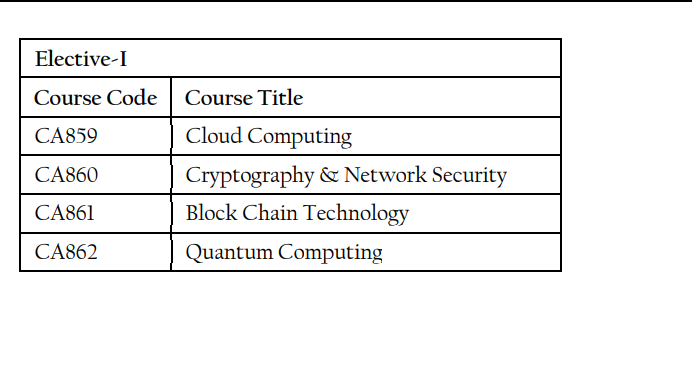 Elective-I
Course Code Course Title
CA859 Cloud Computing
CA860 Cryptography & Network Security
CA861 Block Chain Technology
CA862 Quantum Computing